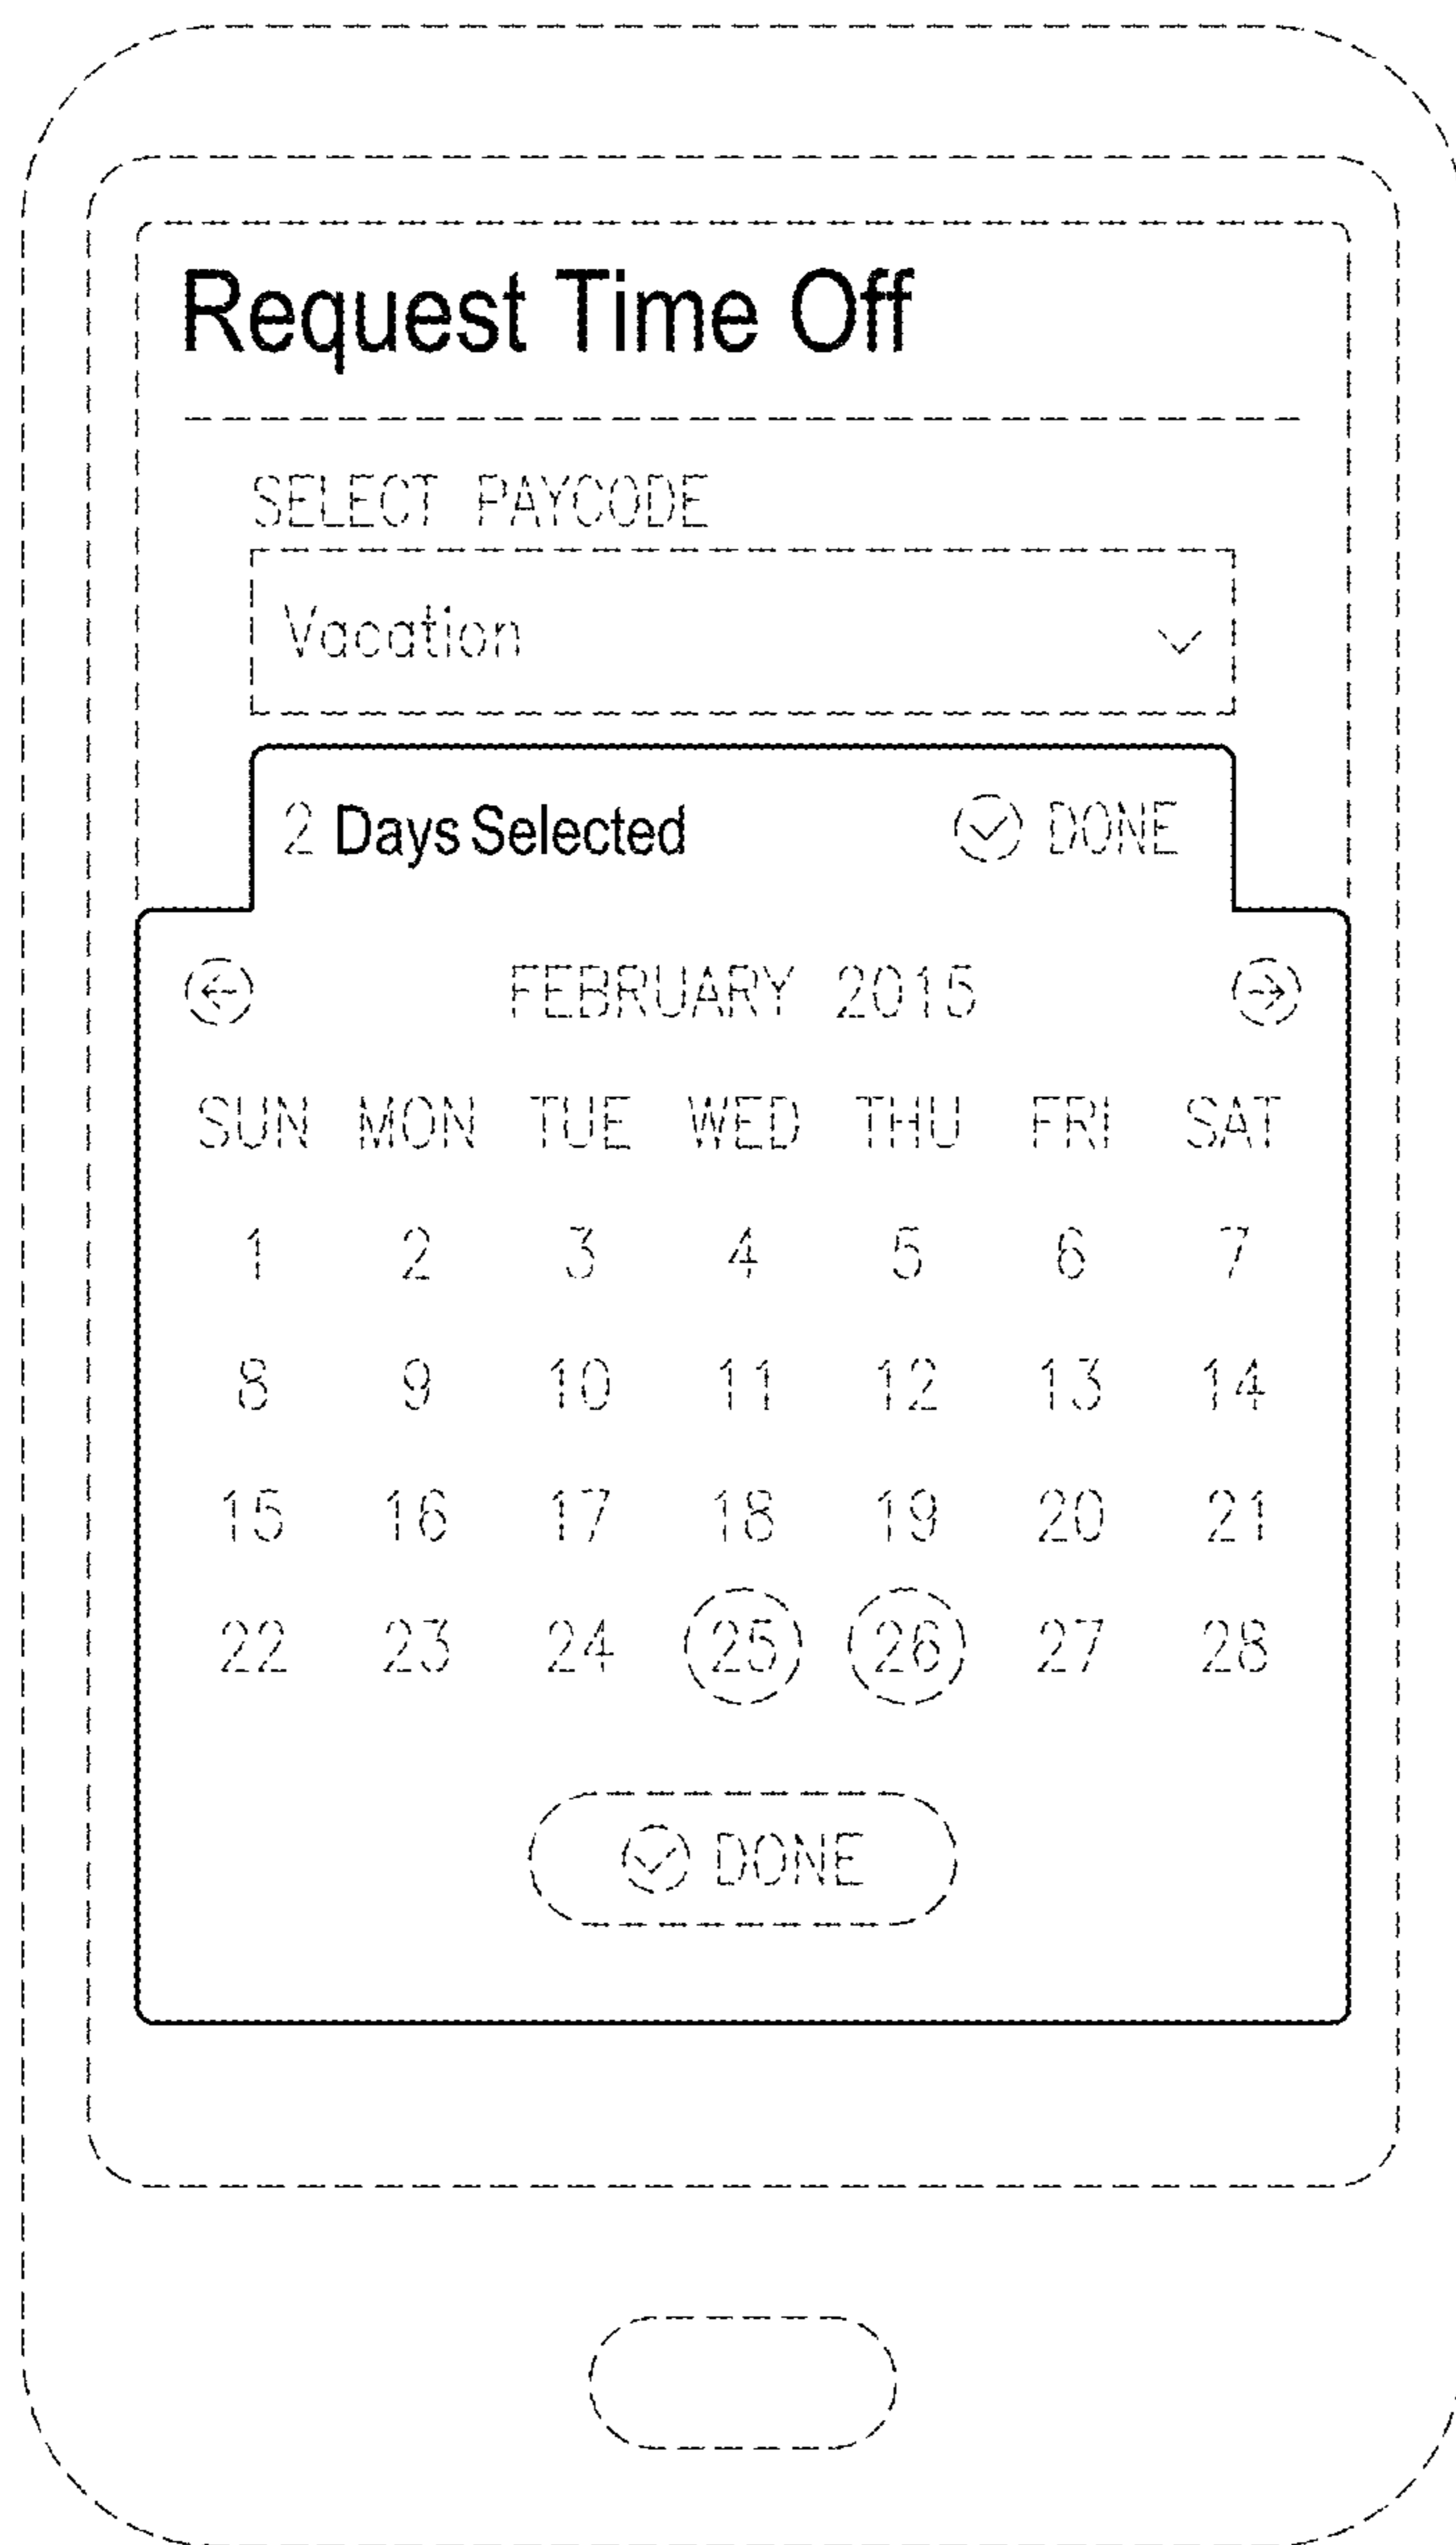 Request Time Off
SELECT PAYCODE
Vacation
2 Days Selected DONE
FEBRUARY 2015
SUN MON TUE WED THU FRI SAT
1 2 3 4 5 6 7
8 9 10 11 12 13 14
15 16 17 18 19 20 21
22 23 24 25 26 27 28
DONE